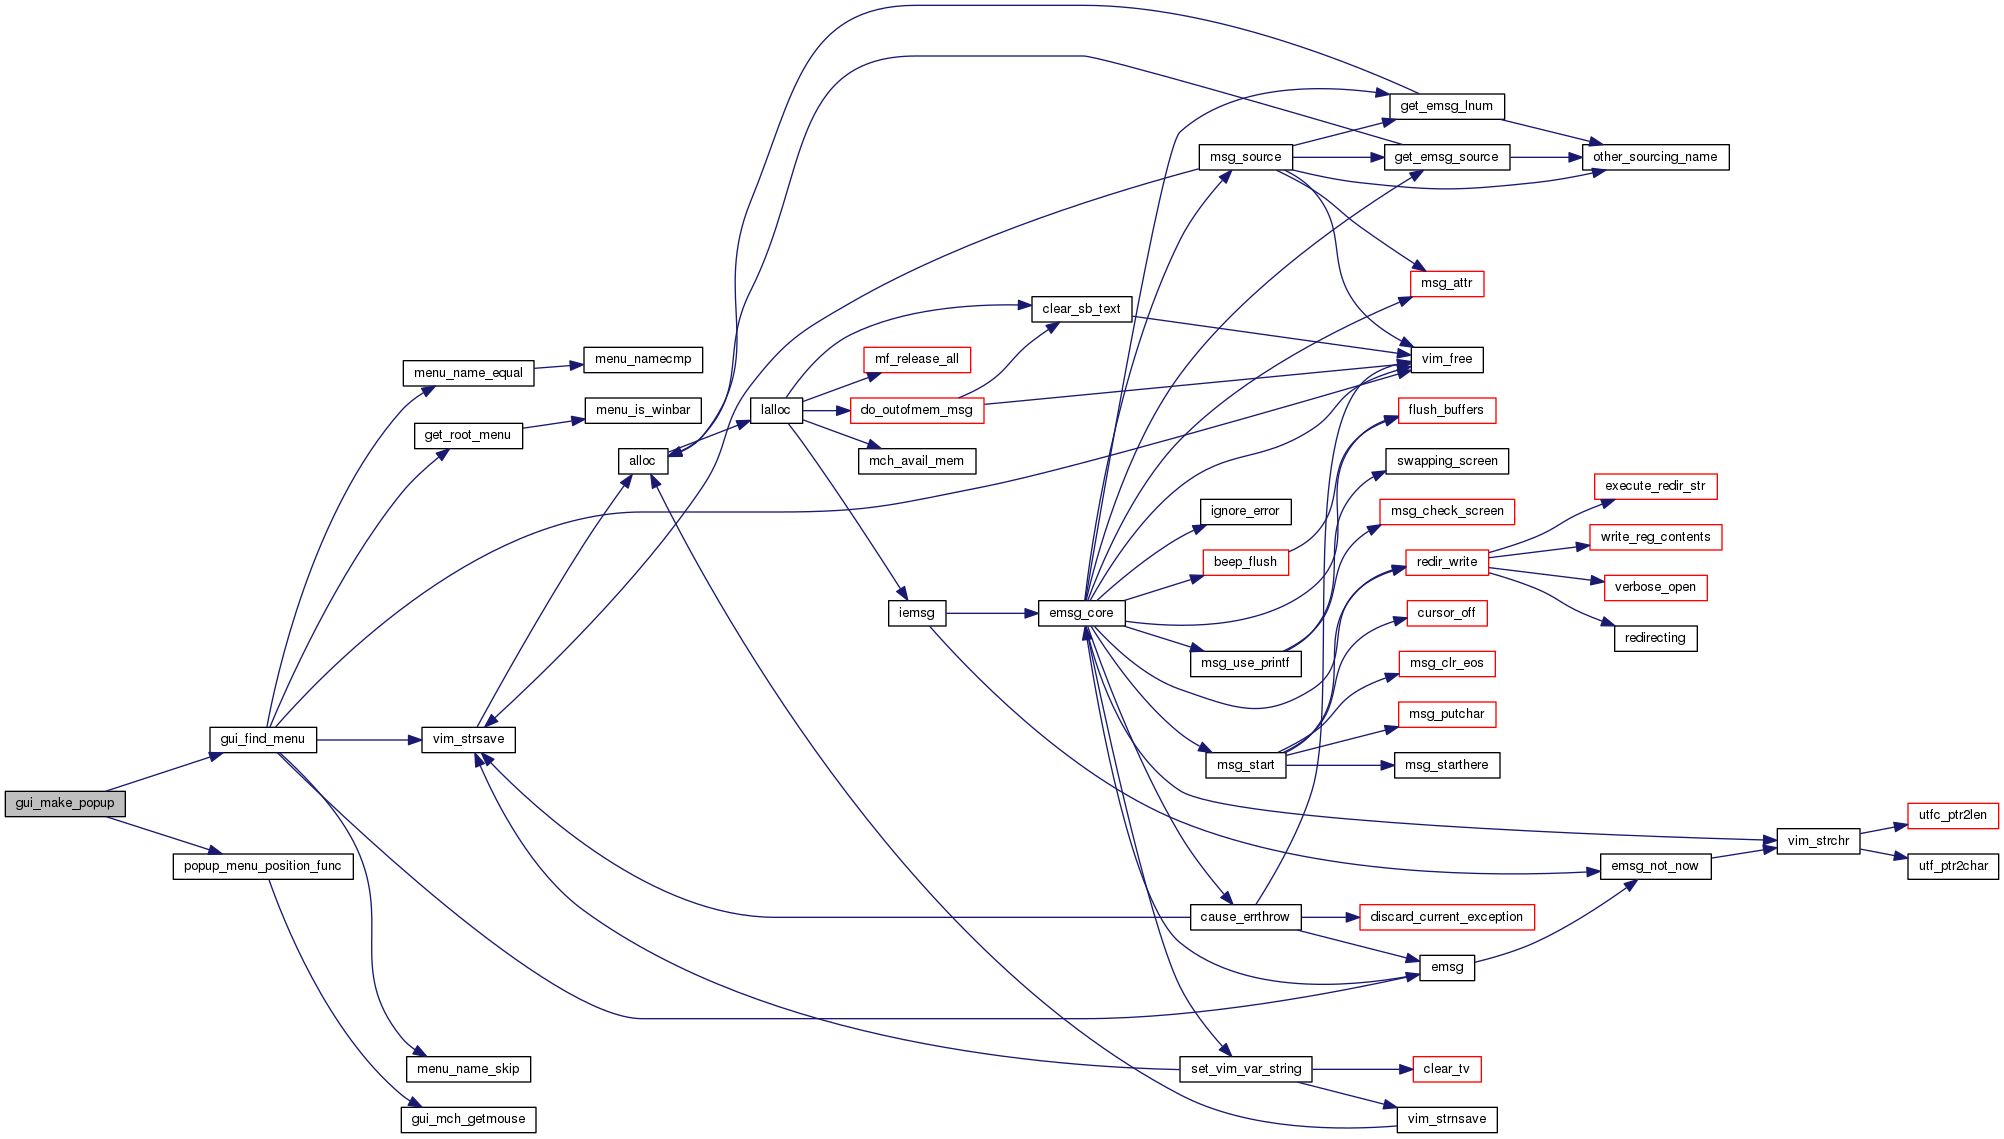 get_emsg_lnum
msg_source
get_emsg_source
other_sourcing_name
msg_attr
clear_sb_text
menu_name_equal
menu_namecmp
mf_release_all
vim_free
get_root_menu
menu_is_winbar
lalloc
do_outofmem_msg
flush_buffers
alloc
mch_avail_mem
swapping_screen
execute_redir_str
ignore_error
msg_check_screen
write_reg_contents
beep_flush
redir_write
verbose_open
iemsg
emsg_core
cursor_off
redirecting
msg_use_printf
msg_clr_eos
gui_find_menu
vim_strsave
msg_putchar
msg_start
msg_starthere
gui_make_popup
utfc_ptr2len
vim_strchr
popup_menu_position_func
emsg_not_now
utf_ptr2char
cause_errthrow
discard_current_exception
emsg
menu_name_skip
set_vim_var_string
clear_tv
gui_mch_getmouse
vim_strnsave